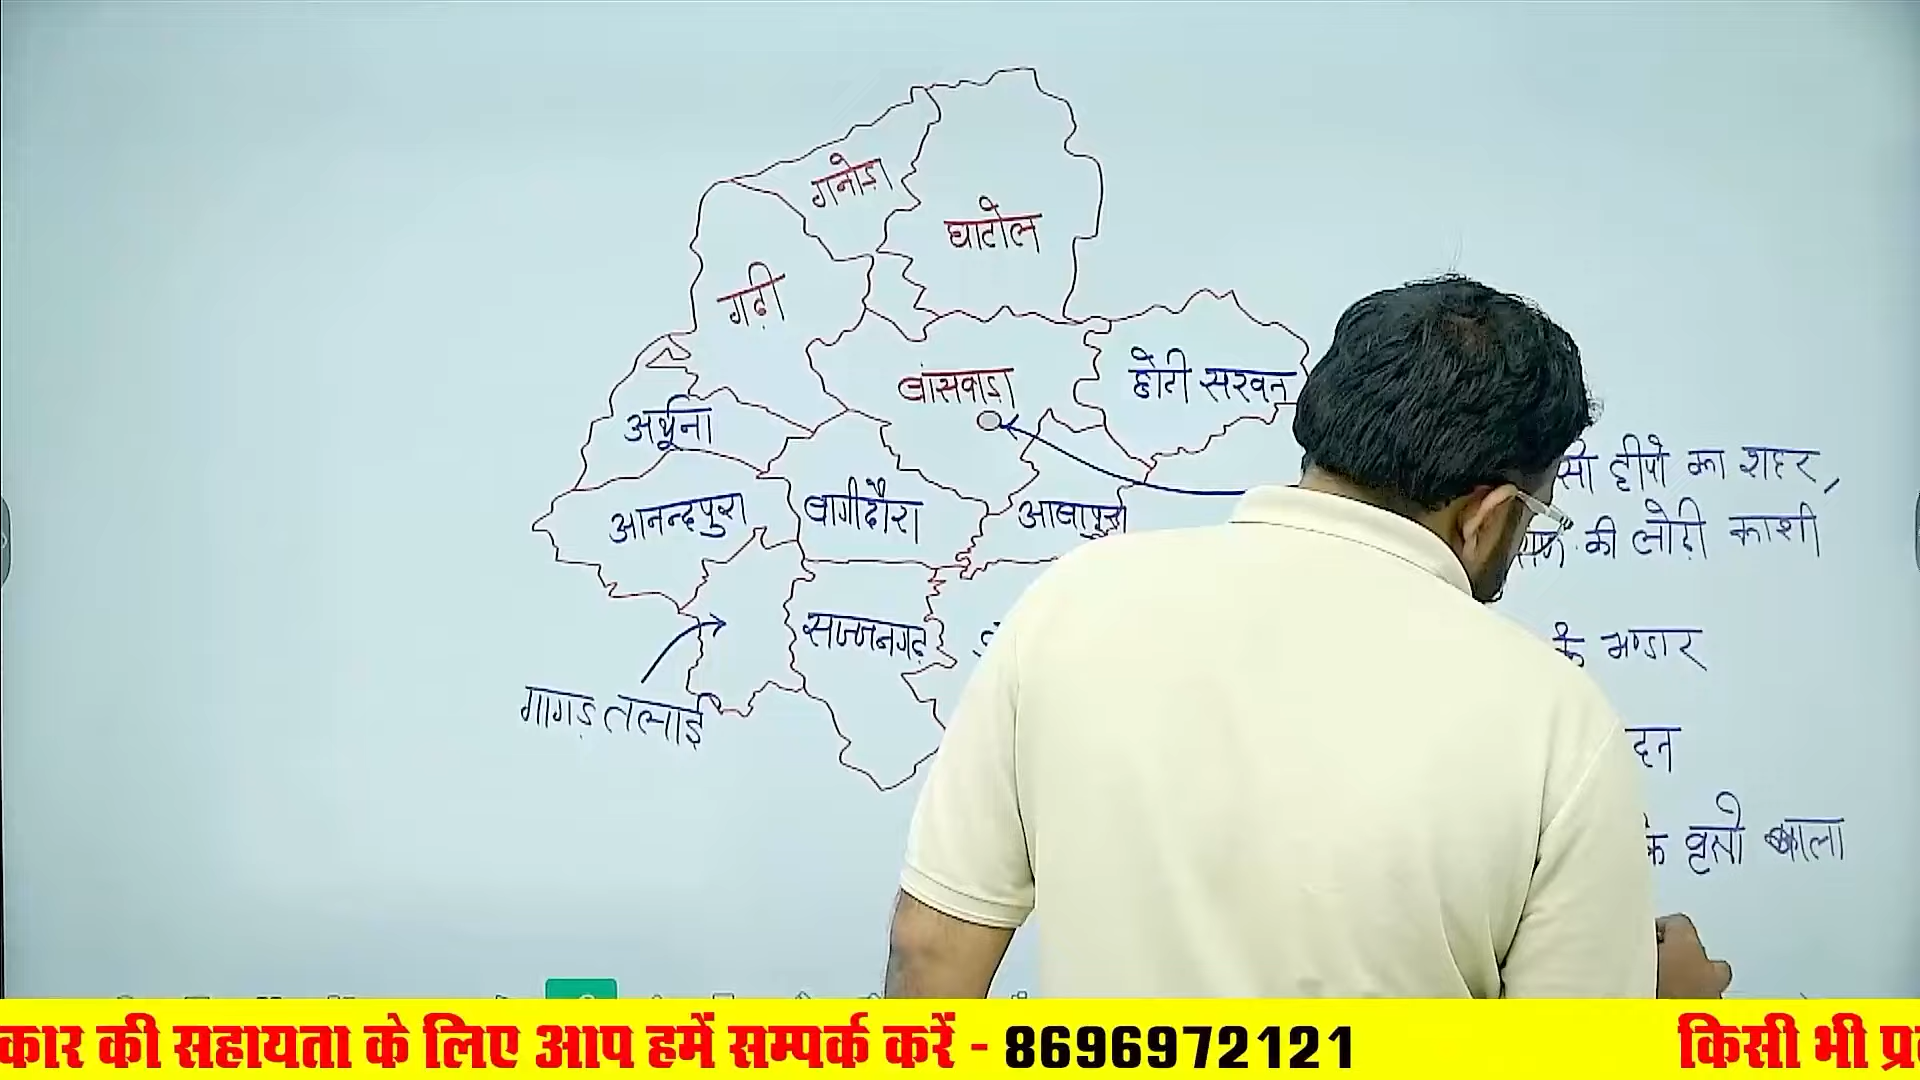 गनोड़ा
घाटोल
गढ़ी
बांसवाड़ा
छोटी सरवन
अर्थूना
आनन्दपुरा
बागीदौरा
आबापुरा
सज्जनगढ़
गागड़ तलाई
द्वीपो का शहर,
की लोढ़ी काशी
के भण्डार
के वृक्षो वाला
कार की सहायता के लिए आप हमें सम्पर्क करें - 8696972121
किसी भी